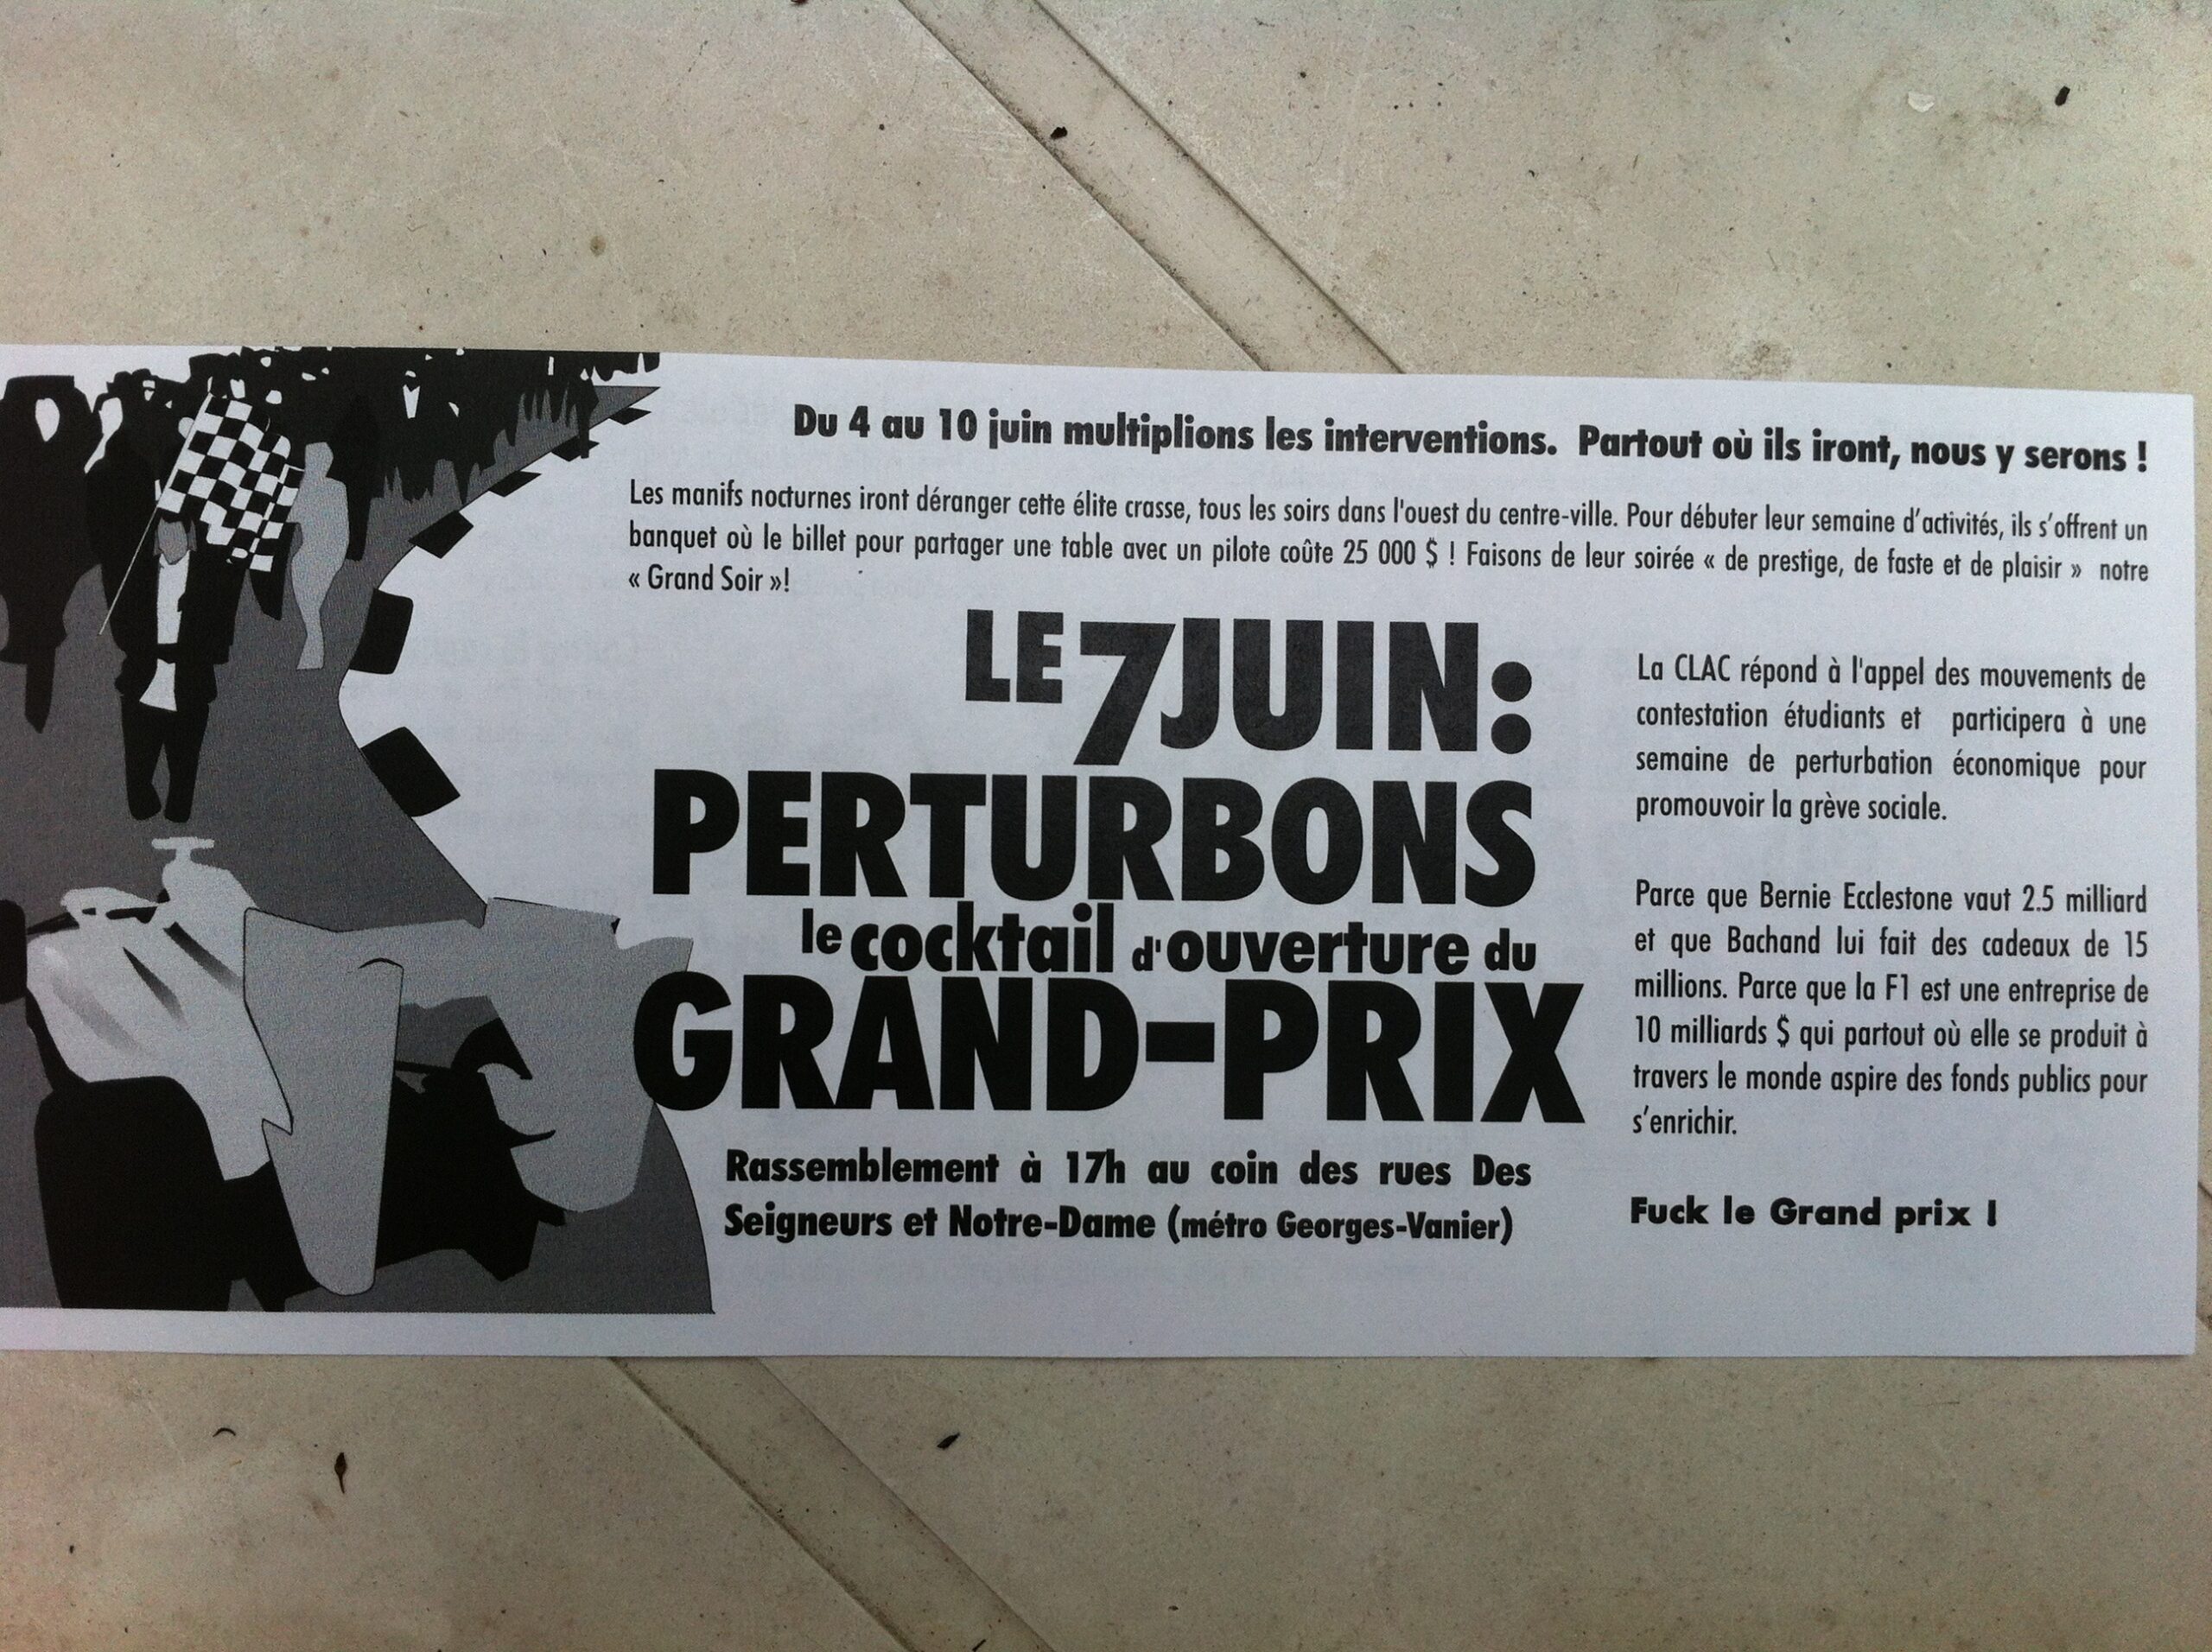 Du 4 au 10 juin multiplions les interventions. Partout où ils iront, nous y serons !
Les manifs nocturnes iront déranger cette élite crasse, tous les soirs dans l'ouest du centre-ville. Pour débuter leur semaine d'activités, ils s'offrent un
banquet où le billet pour partager une table avec un pilote coûte 25 000 $ ! Faisons de leur soirée « de prestige, de faste et de plaisir » notre
« Grand Soir »!
LE 7 JUIN:
PERTURBONS
le cocktail d'ouverture du
GRAND-PRIX
Rassemblement à 17h au coin des rues Des
Seigneurs et Notre-Dame (métro Georges-Vanier)
La CLAC répond à l'appel des mouvements de
contestation étudiants et participera à une
semaine de perturbation économique pour
promouvoir la grève sociale.
Parce que Bernie Ecclestone vaut 2.5 milliard
et que Bachand lui fait des cadeaux de 15
millions. Parce que la F1 est une entreprise de
10 milliards $ qui partout où elle se produit à
travers le monde aspire des fonds publics pour
s'enrichir.
Fuck le Grand prix !